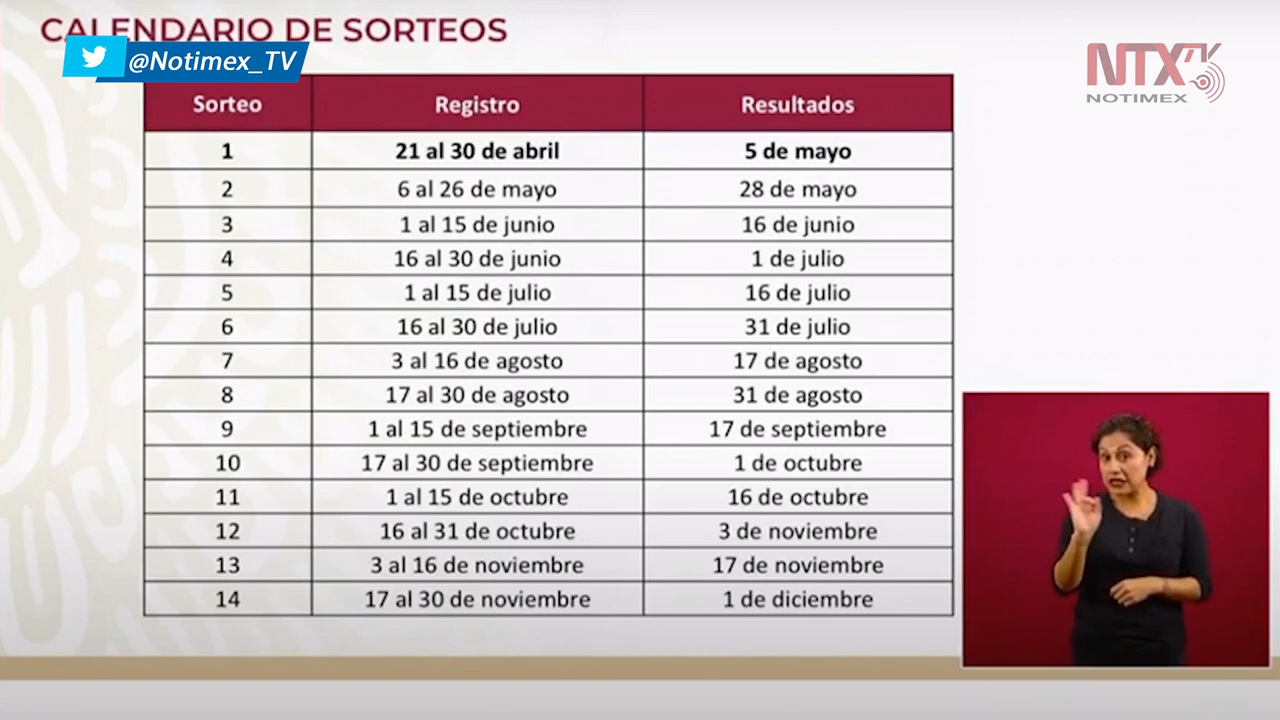 CALENDARIO DE SORTEOS
@Notimex_TV
NTX TV
NOTIMEX
Sorteo Registro Resultados
1 21 al 30 de abril 5 de mayo
2 6 al 26 de mayo 28 de mayo
3 1 al 15 de junio 16 de junio
4 16 al 30 de junio 1 de julio
5 1 al 15 de julio 16 de julio
6 16 al 30 de julio 31 de julio
7 3 al 16 de agosto 17 de agosto
8 17 al 30 de agosto 31 de agosto
9 1 al 15 de septiembre 17 de septiembre
10 17 al 30 de septiembre 1 de octubre
11 1 al 15 de octubre 16 de octubre
12 16 al 31 de octubre 3 de noviembre
13 3 al 16 de noviembre 17 de noviembre
14 17 al 30 de noviembre 1 de diciembre